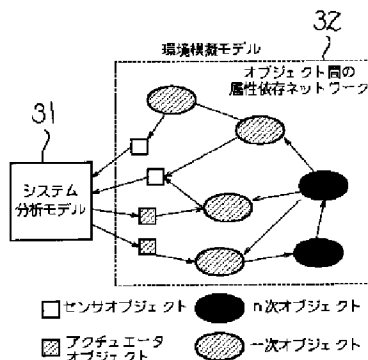 32
環境模擬モデル
オブジェクト間の
属性依存ネットワーク
31
システム
分析モデル
センサオブジェクト
n次オブジェクト
アクチュエータ
オブジェクト
一次オブジェクト